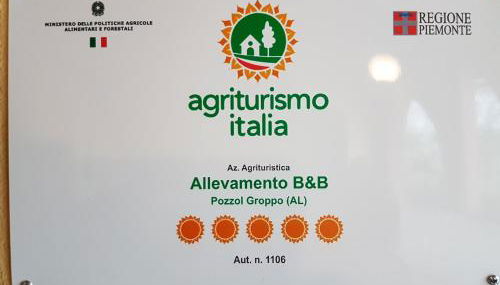 MINISTERO DELLE POLITICHE AGRICOLE
ALIMENTARI E FORESTALI
REGIONE
PIEMONTE
agriturismo
italia
Az. Agrituristica
Allevamento B&B
Pozzol Groppo (AL)
Aut. n. 1106